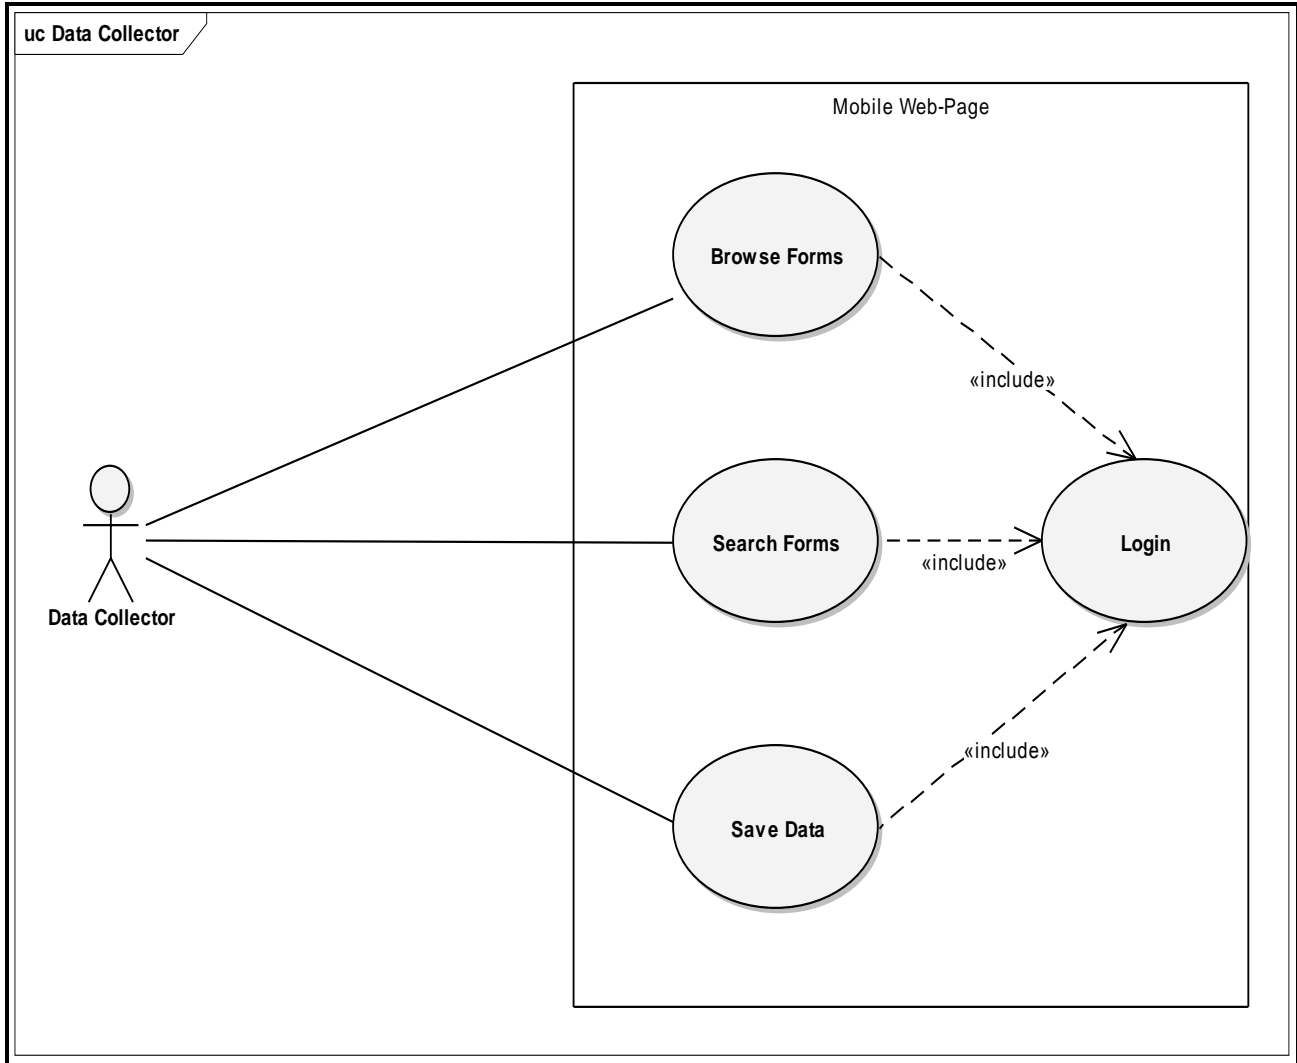 uc Data Collector
Mobile Web-Page
Browse Forms
«include»
Search Forms
«include»
Login
Data Collector
«include»
Save Data